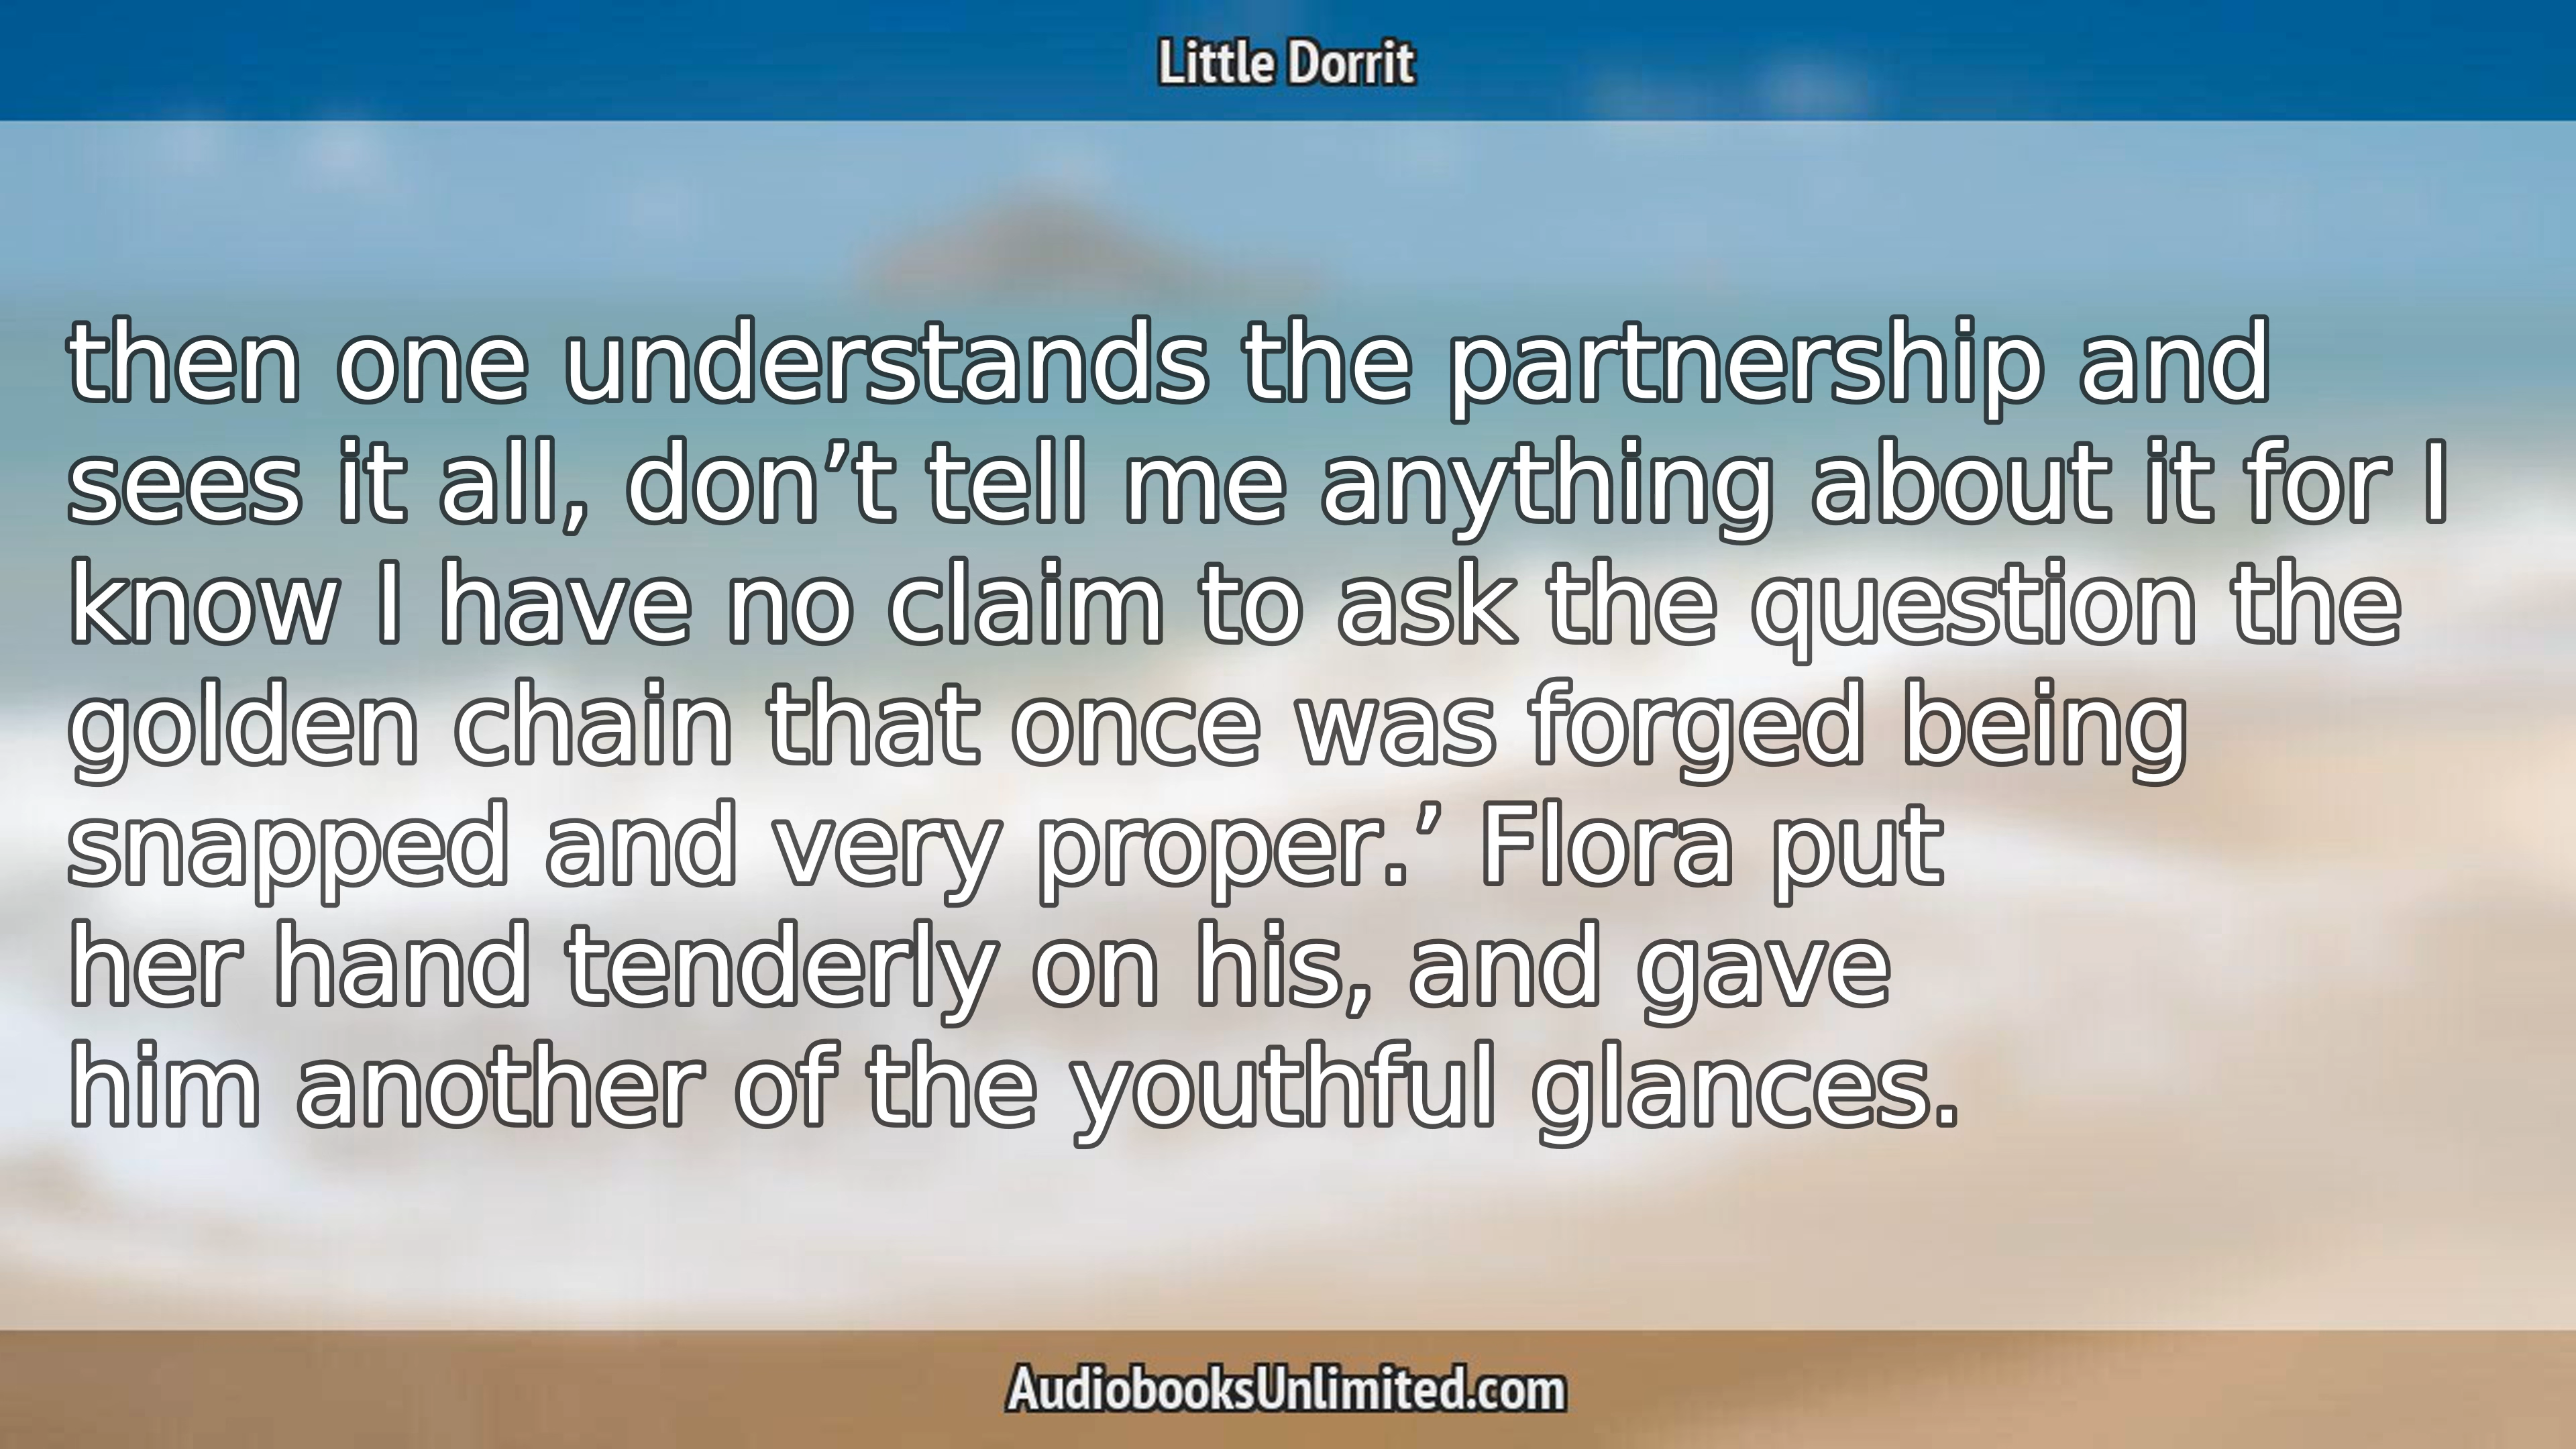 Little Dorrit
then one understands the partnership and
sees it all, don’t tell me anything about it for I
know I have no claim to ask the question the
golden chain that once was forged being
snapped and very proper.’ Flora put
her hand tenderly on his, and gave
him another of the youthful glances.
AudiobooksUnlimited.com